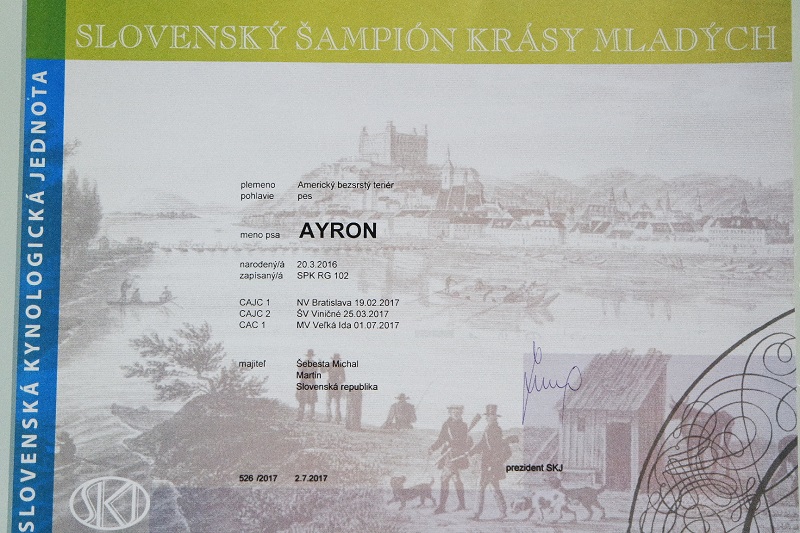 SLOVENSKÝ ŠAMPIÓN KRÁSY MLADÝCH
SLOVENSKÁ KYNOLOGICKÁ JEDNOTA
plemeno Americký bezsrstý teriér
pohlavie pes
meno psa AYRON
narodený/á 20.3.2016
zapísaný/á SPK RG 102
CAJC 1 NV Bratislava 19.02.2017
CAJC 2 ŠV Viničné 25.03.2017
CAC 1 MV Veľká Ida 01.07.2017
majiteľ Šebesta Michal
Martin
Slovenská republika
prezident SKJ
526 /2017 2.7.2017
SKJ